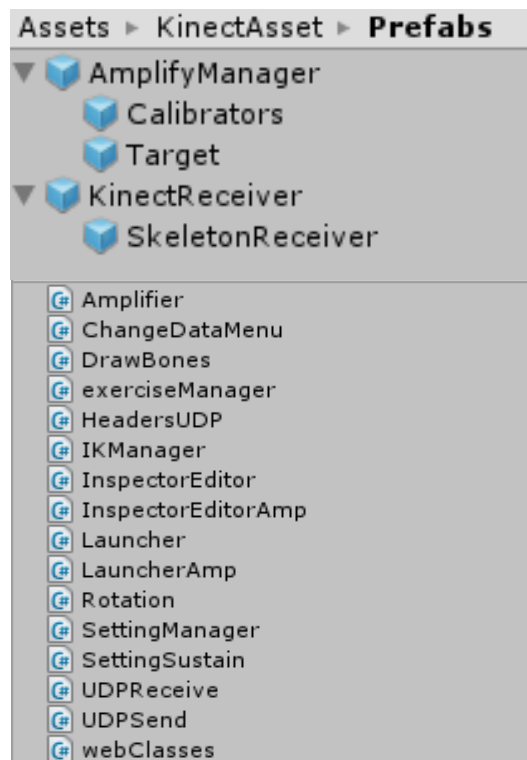 Assets ▸ KinectAsset ▸ Prefabs
AmplifyManager
Calibrators
Target
KinectReceiver
SkeletonReceiver
Amplifier
ChangeDataMenu
DrawBones
exerciseManager
HeadersUDP
IKManager
InspectorEditor
InspectorEditorAmp
Launcher
LauncherAmp
Rotation
SettingManager
SettingSustain
UDPReceive
UDPSend
webClasses